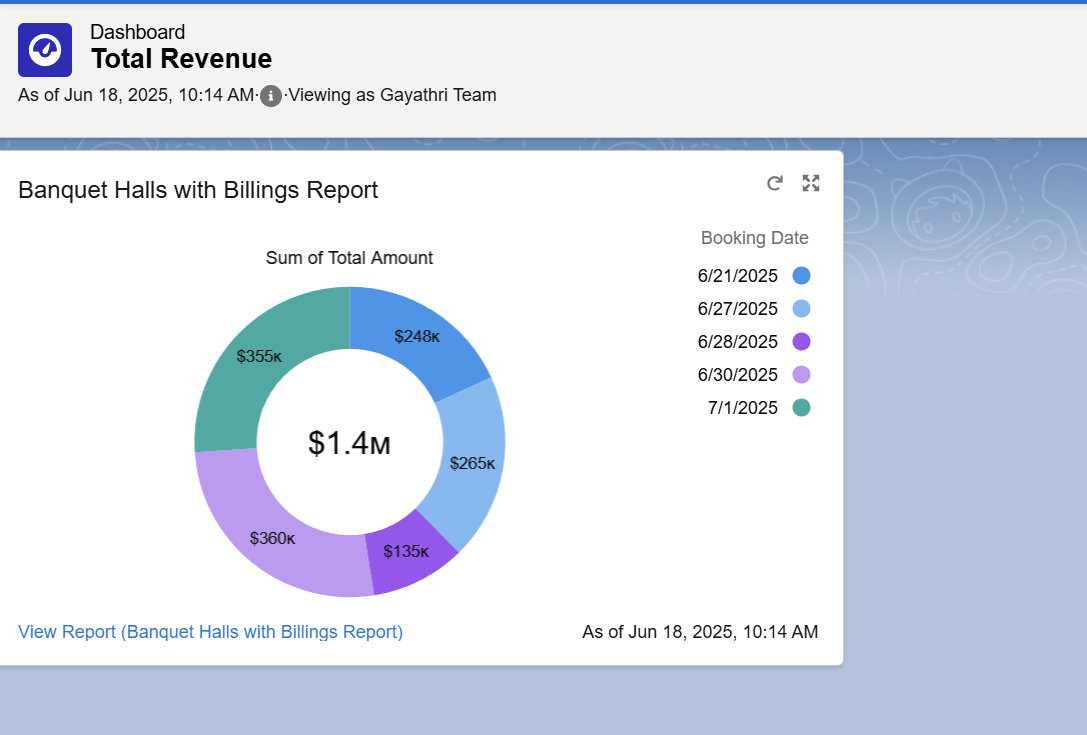 Dashboard
Total Revenue
As of Jun 18, 2025, 10:14 AM·i·Viewing as Gayathri Team
Banquet Halls with Billings Report
Booking Date
6/21/2025
6/27/2025
6/28/2025
6/30/2025
7/1/2025
Sum of Total Amount
$248K
$355K
$1.4M
$265K
$360K
$135K
View Report (Banquet Halls with Billings Report)
As of Jun 18, 2025, 10:14 AM